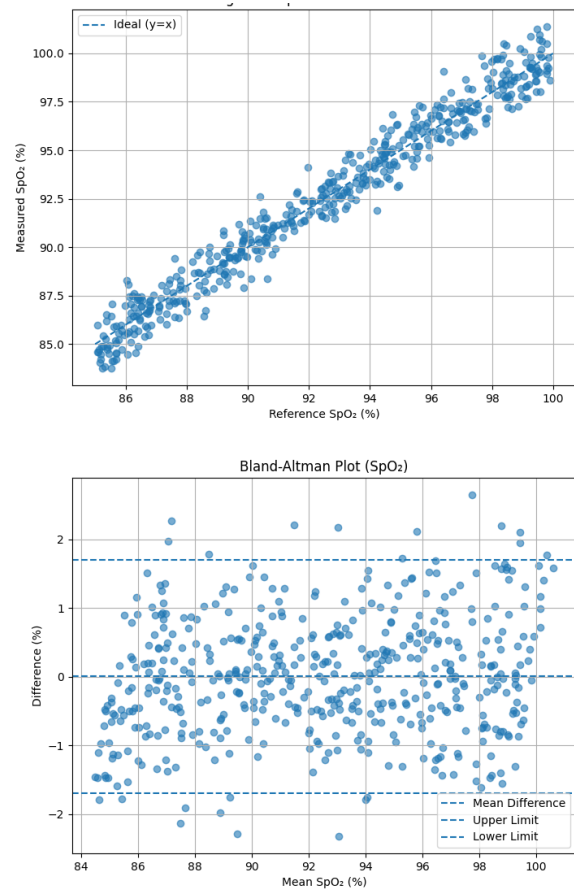 Ideal (y=x)
100.0
97.5
95.0
92.5
90.0
87.5
85.0
Measured SpO₂ (%)
86 88 90 92 94 96 98 100
Reference SpO₂ (%)
Bland-Altman Plot (SpO₂)
2
1
0
−1
−2
Difference (%)
Mean Difference
Upper Limit
Lower Limit
84 86 88 90 92 94 96 98 100
Mean SpO₂ (%)